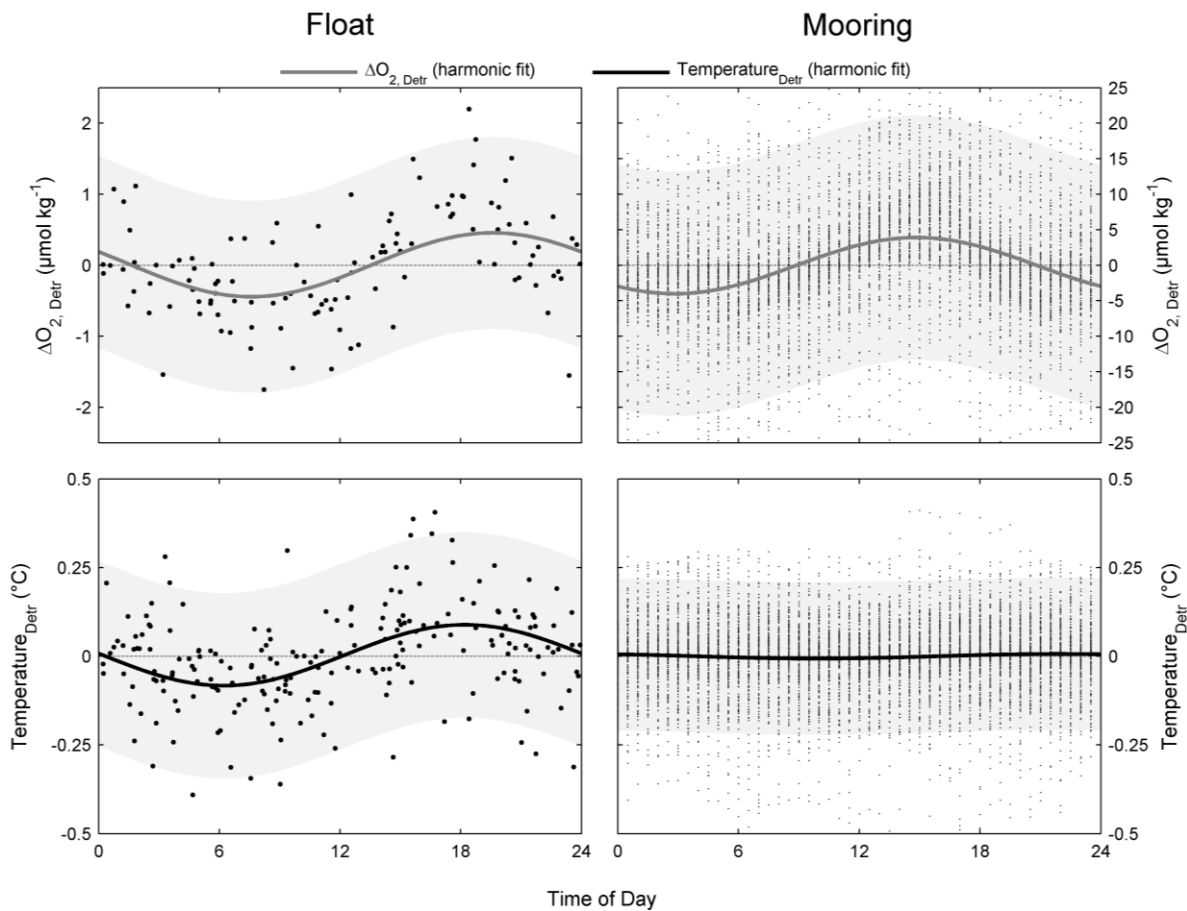 Float Mooring
ΔO2, Detr (harmonic fit) TemperatureDetr (harmonic fit)
2
1
0
-1
-2
ΔO2, Detr (µmol kg-1)
25
20
15
10
5
0
-5
-10
-15
-20
-25
ΔO2, Detr (µmol kg-1)
0.5
0.25
0
-0.25
-0.5
TemperatureDetr (°C)
0 6 12 18 24
0.5
0.25
0
-0.25
-0.5
TemperatureDetr (°C)
0 6 12 18 24
Time of Day